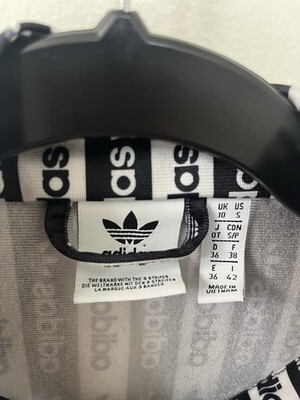 adidas
THE BRAND WITH THE 3 STRIPES
DIE WELTMARKE MIT DEN 3 STREIFEN
LA MARQUE AUX 3 BANDES
UK US
10 S
J CDN
OT S/P
D F
36 38
E I
36 42
MADE IN
VIETNAM